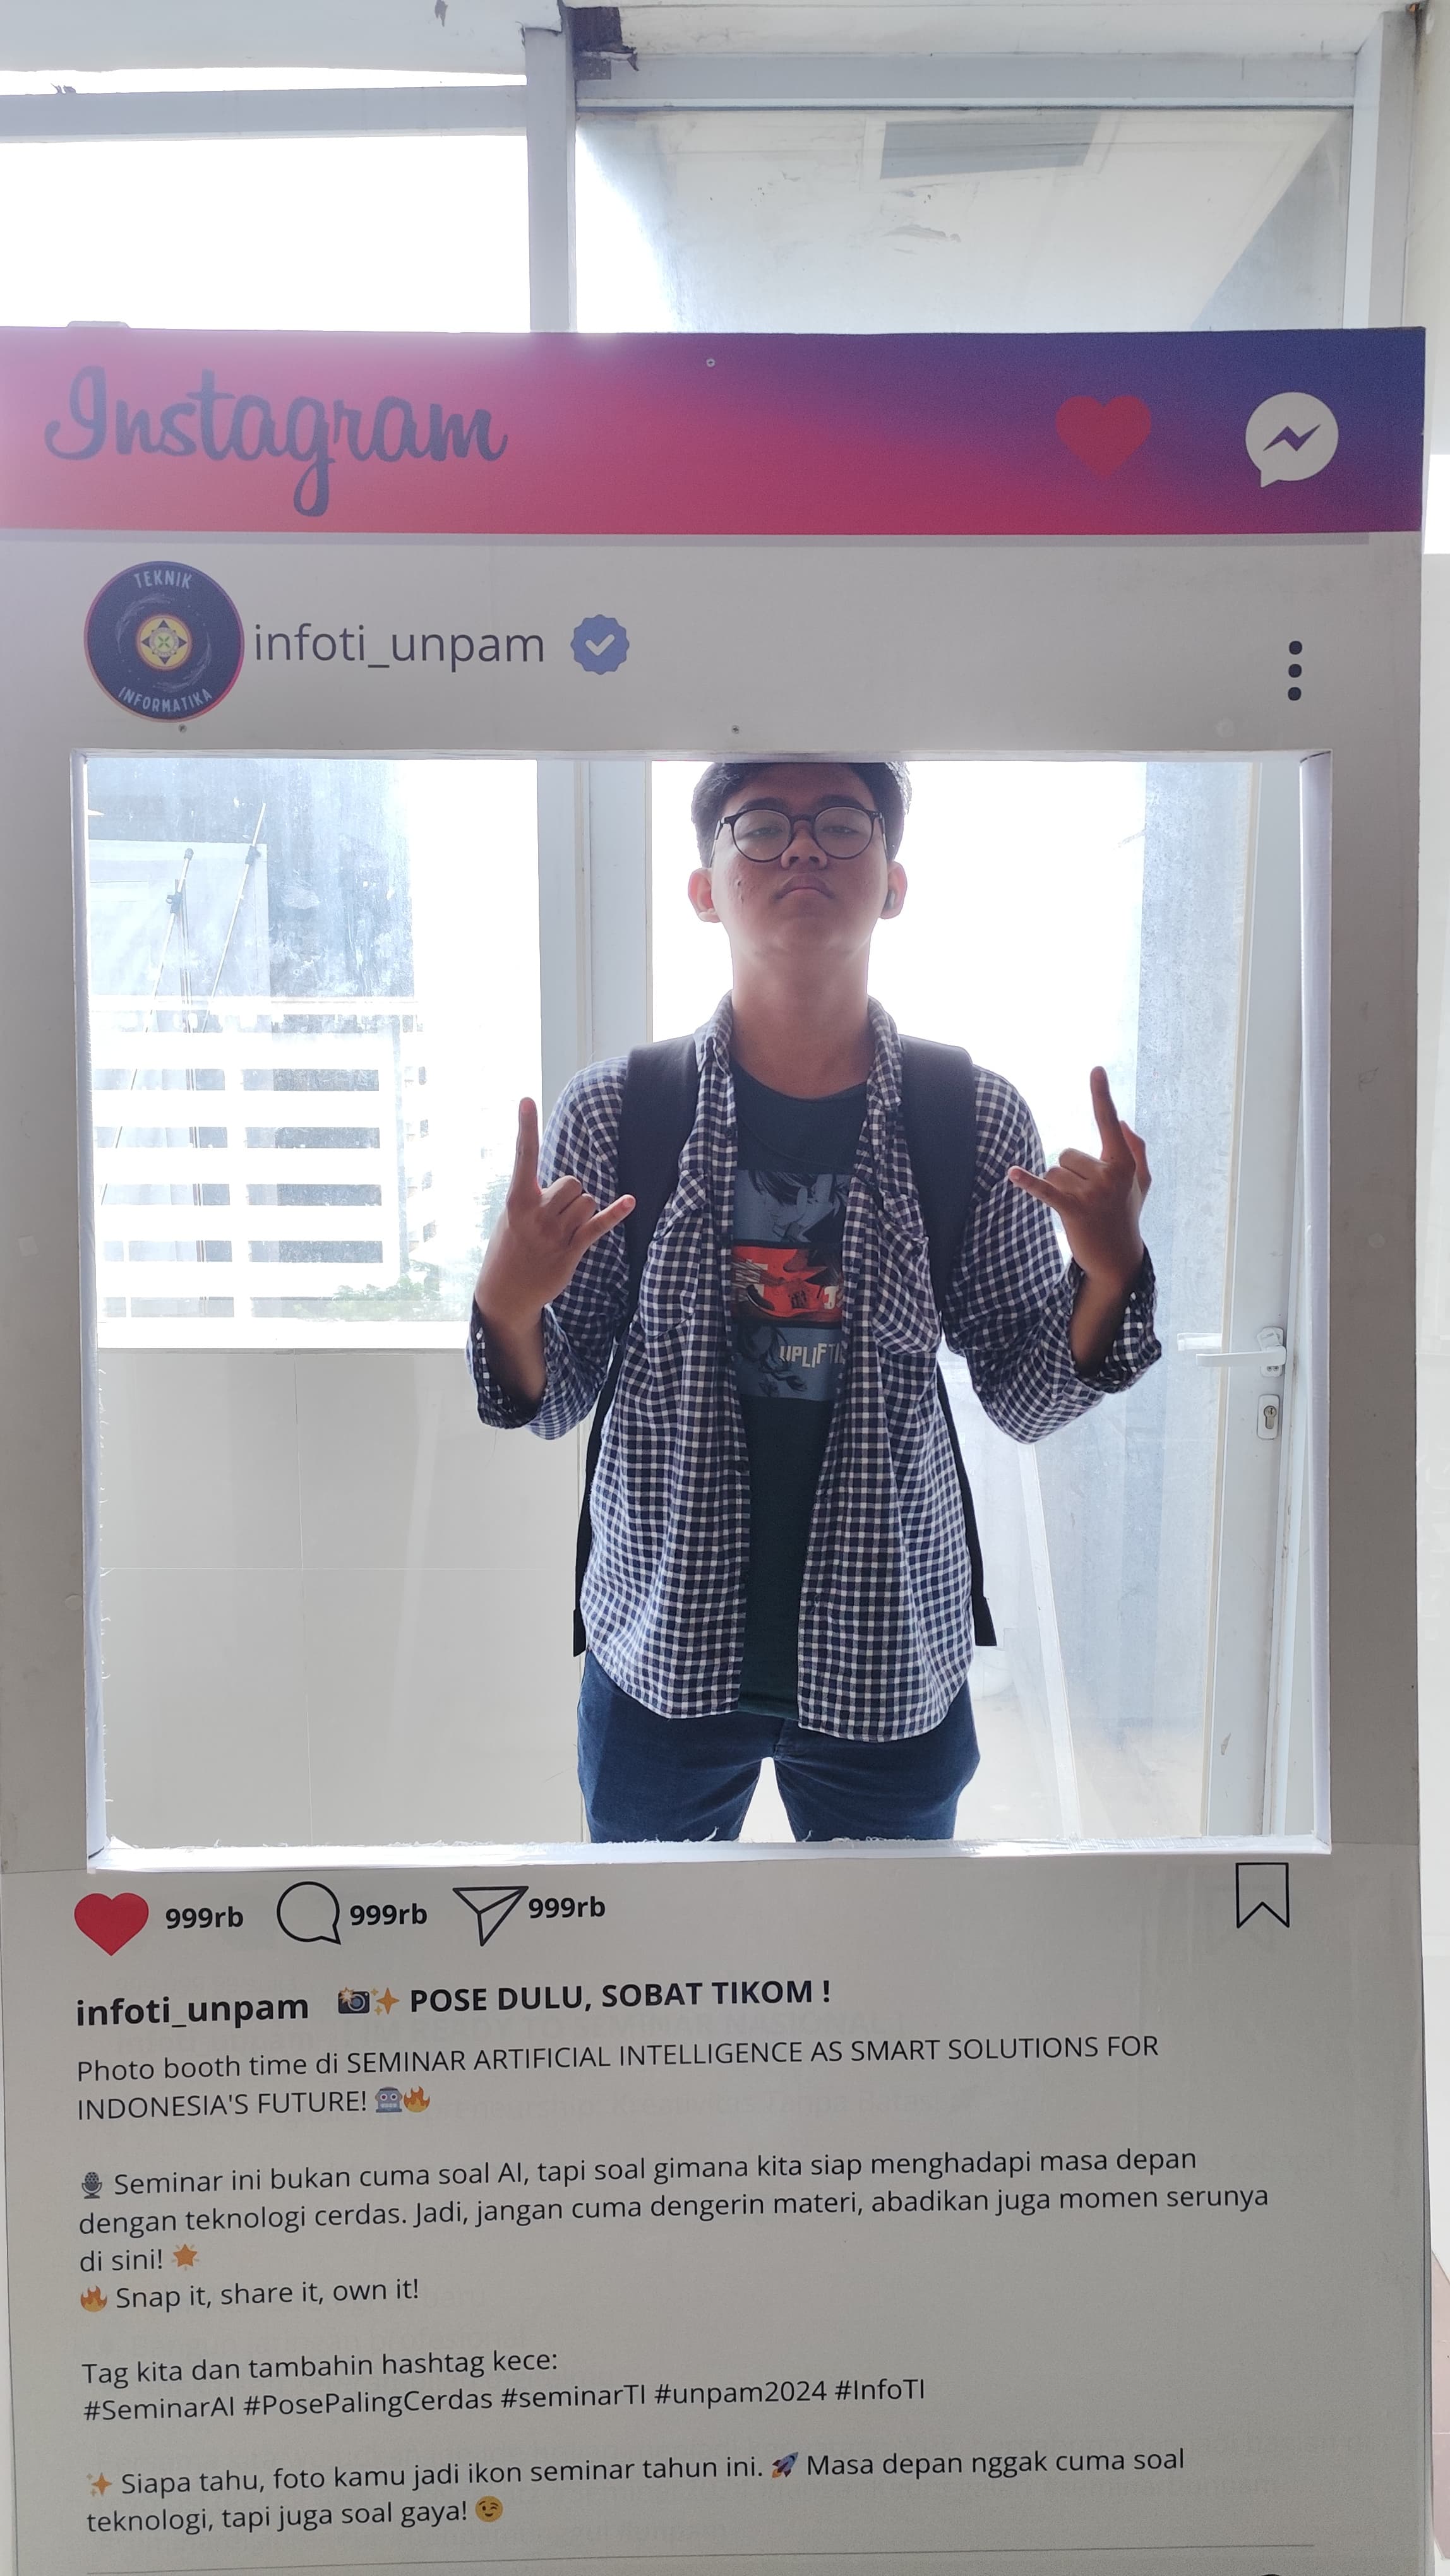 Instagram
TEKNIK
INFORMATIKA
infoti_unpam
UPLIFTI
999rb 999rb 999rb
infoti_unpam 📸✨ POSE DULU, SOBAT TIKOM !
Photo booth time di SEMINAR ARTIFICIAL INTELLIGENCE AS SMART SOLUTIONS FOR
INDONESIA'S FUTURE! 🤖🔥
🎙️ Seminar ini bukan cuma soal AI, tapi soal gimana kita siap menghadapi masa depan
dengan teknologi cerdas. Jadi, jangan cuma dengerin materi, abadikan juga momen serunya
di sini! 🌟
🔥 Snap it, share it, own it!
Tag kita dan tambahin hashtag kece:
#SeminarAI #PosePalingCerdas #seminarTI #unpam2024 #InfoTI
✨ Siapa tahu, foto kamu jadi ikon seminar tahun ini. 🚀 Masa depan nggak cuma soal
teknologi, tapi juga soal gaya! 😉